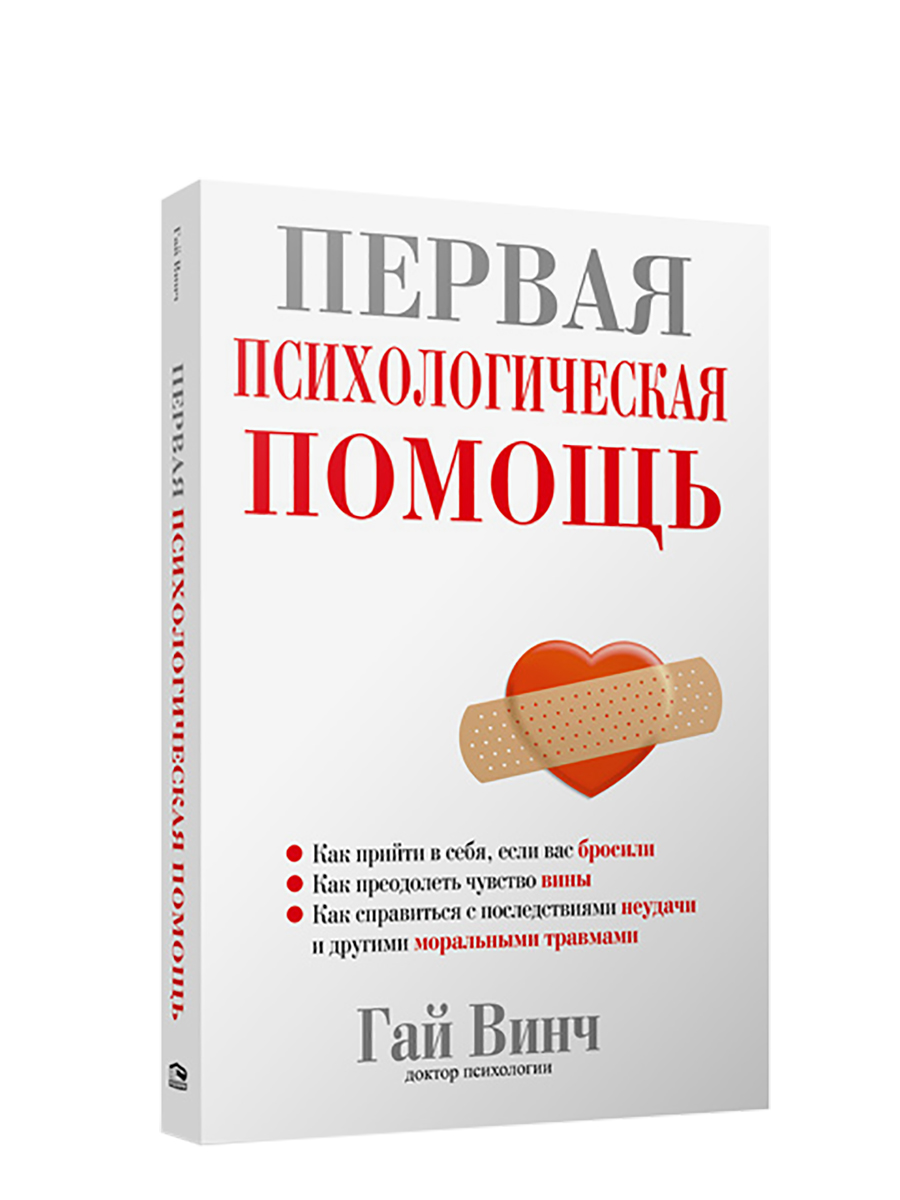 Гай Винч
ПЕРВАЯ ПСИХОЛОГИЧЕСКАЯ ПОМОЩЬ
ПЕРВАЯ
ПСИХОЛОГИЧЕСКАЯ
ПОМОЩЬ
Как прийти в себя, если вас бросили
Как преодолеть чувство вины
Как справиться с последствиями неудачи
и другими моральными травмами
Гай Винч
доктор психологии